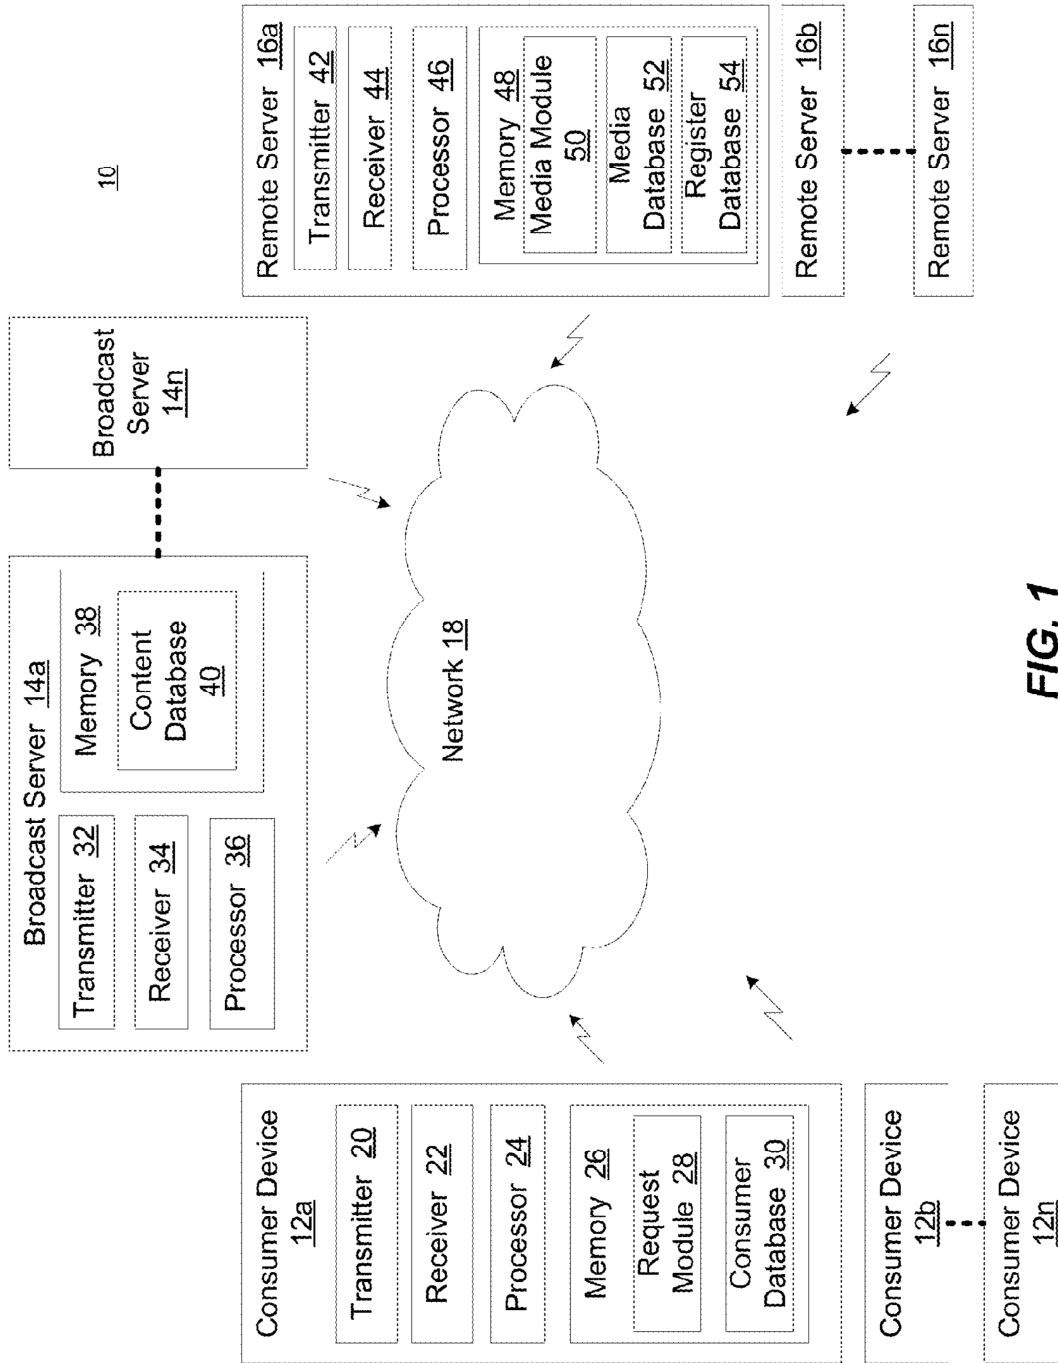 10
Broadcast Server 14a
Transmitter 32
Receiver 34
Processor 36
Memory 38
Content
Database
40
Broadcast
Server
14n
Consumer Device
12a
Transmitter 20
Receiver 22
Processor 24
Memory 26
Request
Module 28
Consumer
Database 30
Consumer Device
12b
Consumer Device
12n
Network 18
Remote Server 16a
Transmitter 42
Receiver 44
Processor 46
Memory 48
Media Module
50
Media
Database 52
Register
Database 54
Remote Server 16b
Remote Server 16n
FIG. 1